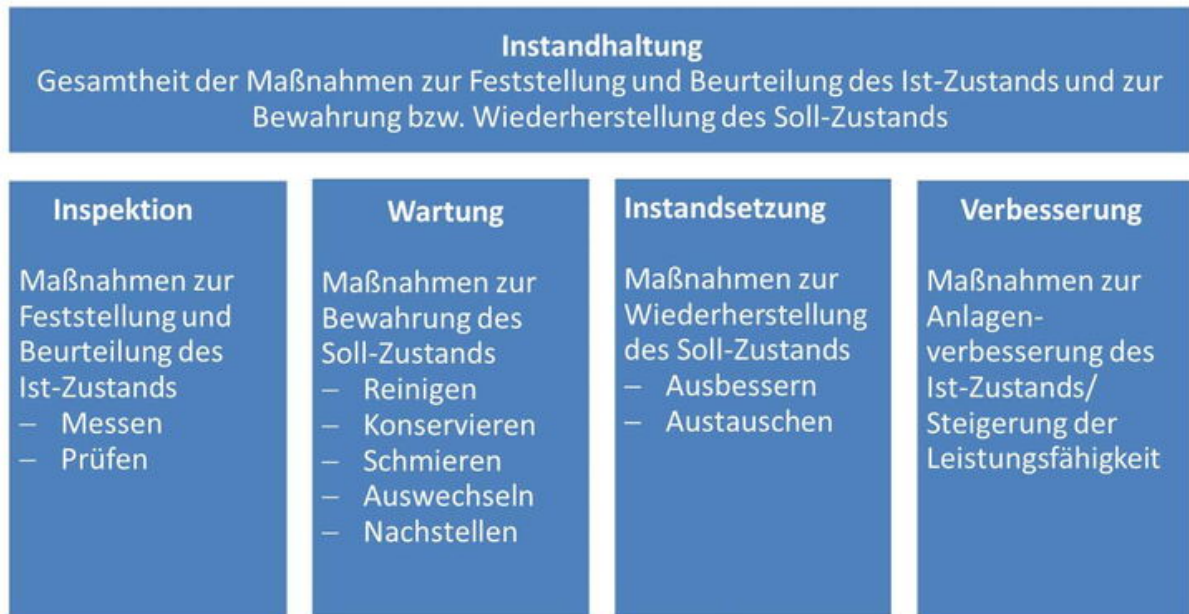 Instandhaltung
Gesamtheit der Maßnahmen zur Feststellung und Beurteilung des Ist-Zustands und zur
Bewahrung bzw. Wiederherstellung des Soll-Zustands
Inspektion
Maßnahmen zur
Feststellung und
Beurteilung des
Ist-Zustands
– Messen
– Prüfen
Wartung
Maßnahmen zur
Bewahrung des
Soll-Zustands
– Reinigen
– Konservieren
– Schmieren
– Auswechseln
– Nachstellen
Instandsetzung
Maßnahmen zur
Wiederherstellung
des Soll-Zustands
– Ausbessern
– Austauschen
Verbesserung
Maßnahmen zur
Anlagen-
verbesserung des
Ist-Zustands/
Steigerung der
Leistungsfähigkeit